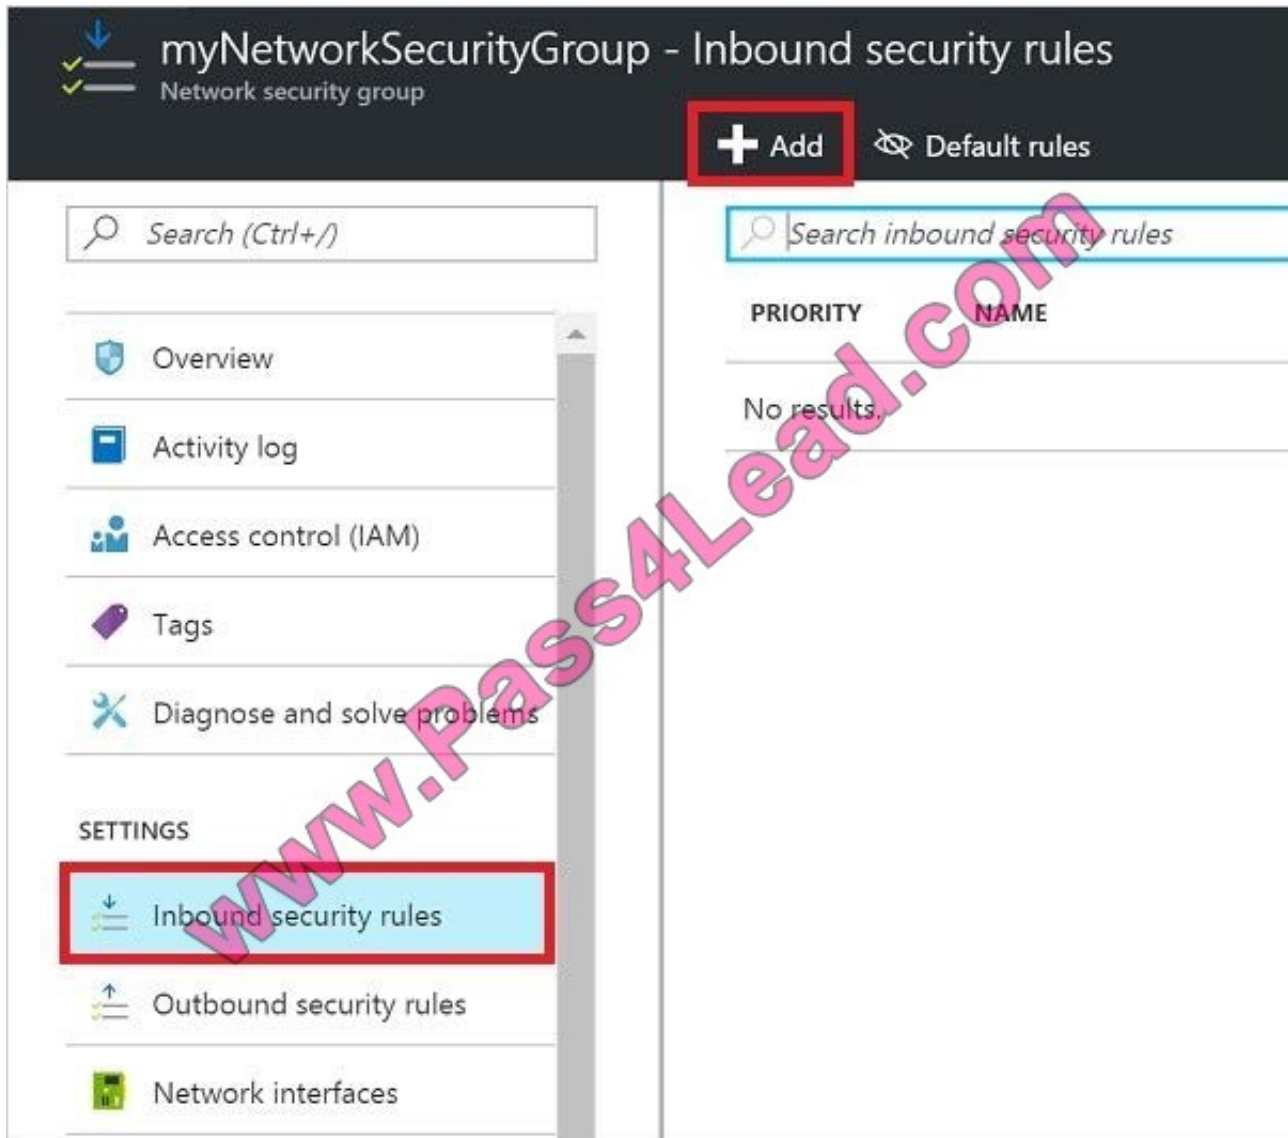 myNetworkSecurityGroup - Inbound security rules
Network security group
Add
Default rules
Search (Ctrl+/)
Search inbound security rules
PRIORITY NAME
No results.
Overview
Activity log
Access control (IAM)
Tags
Diagnose and solve problems
SETTINGS
Inbound security rules
Outbound security rules
Network interfaces
www.Pass4Lead.com